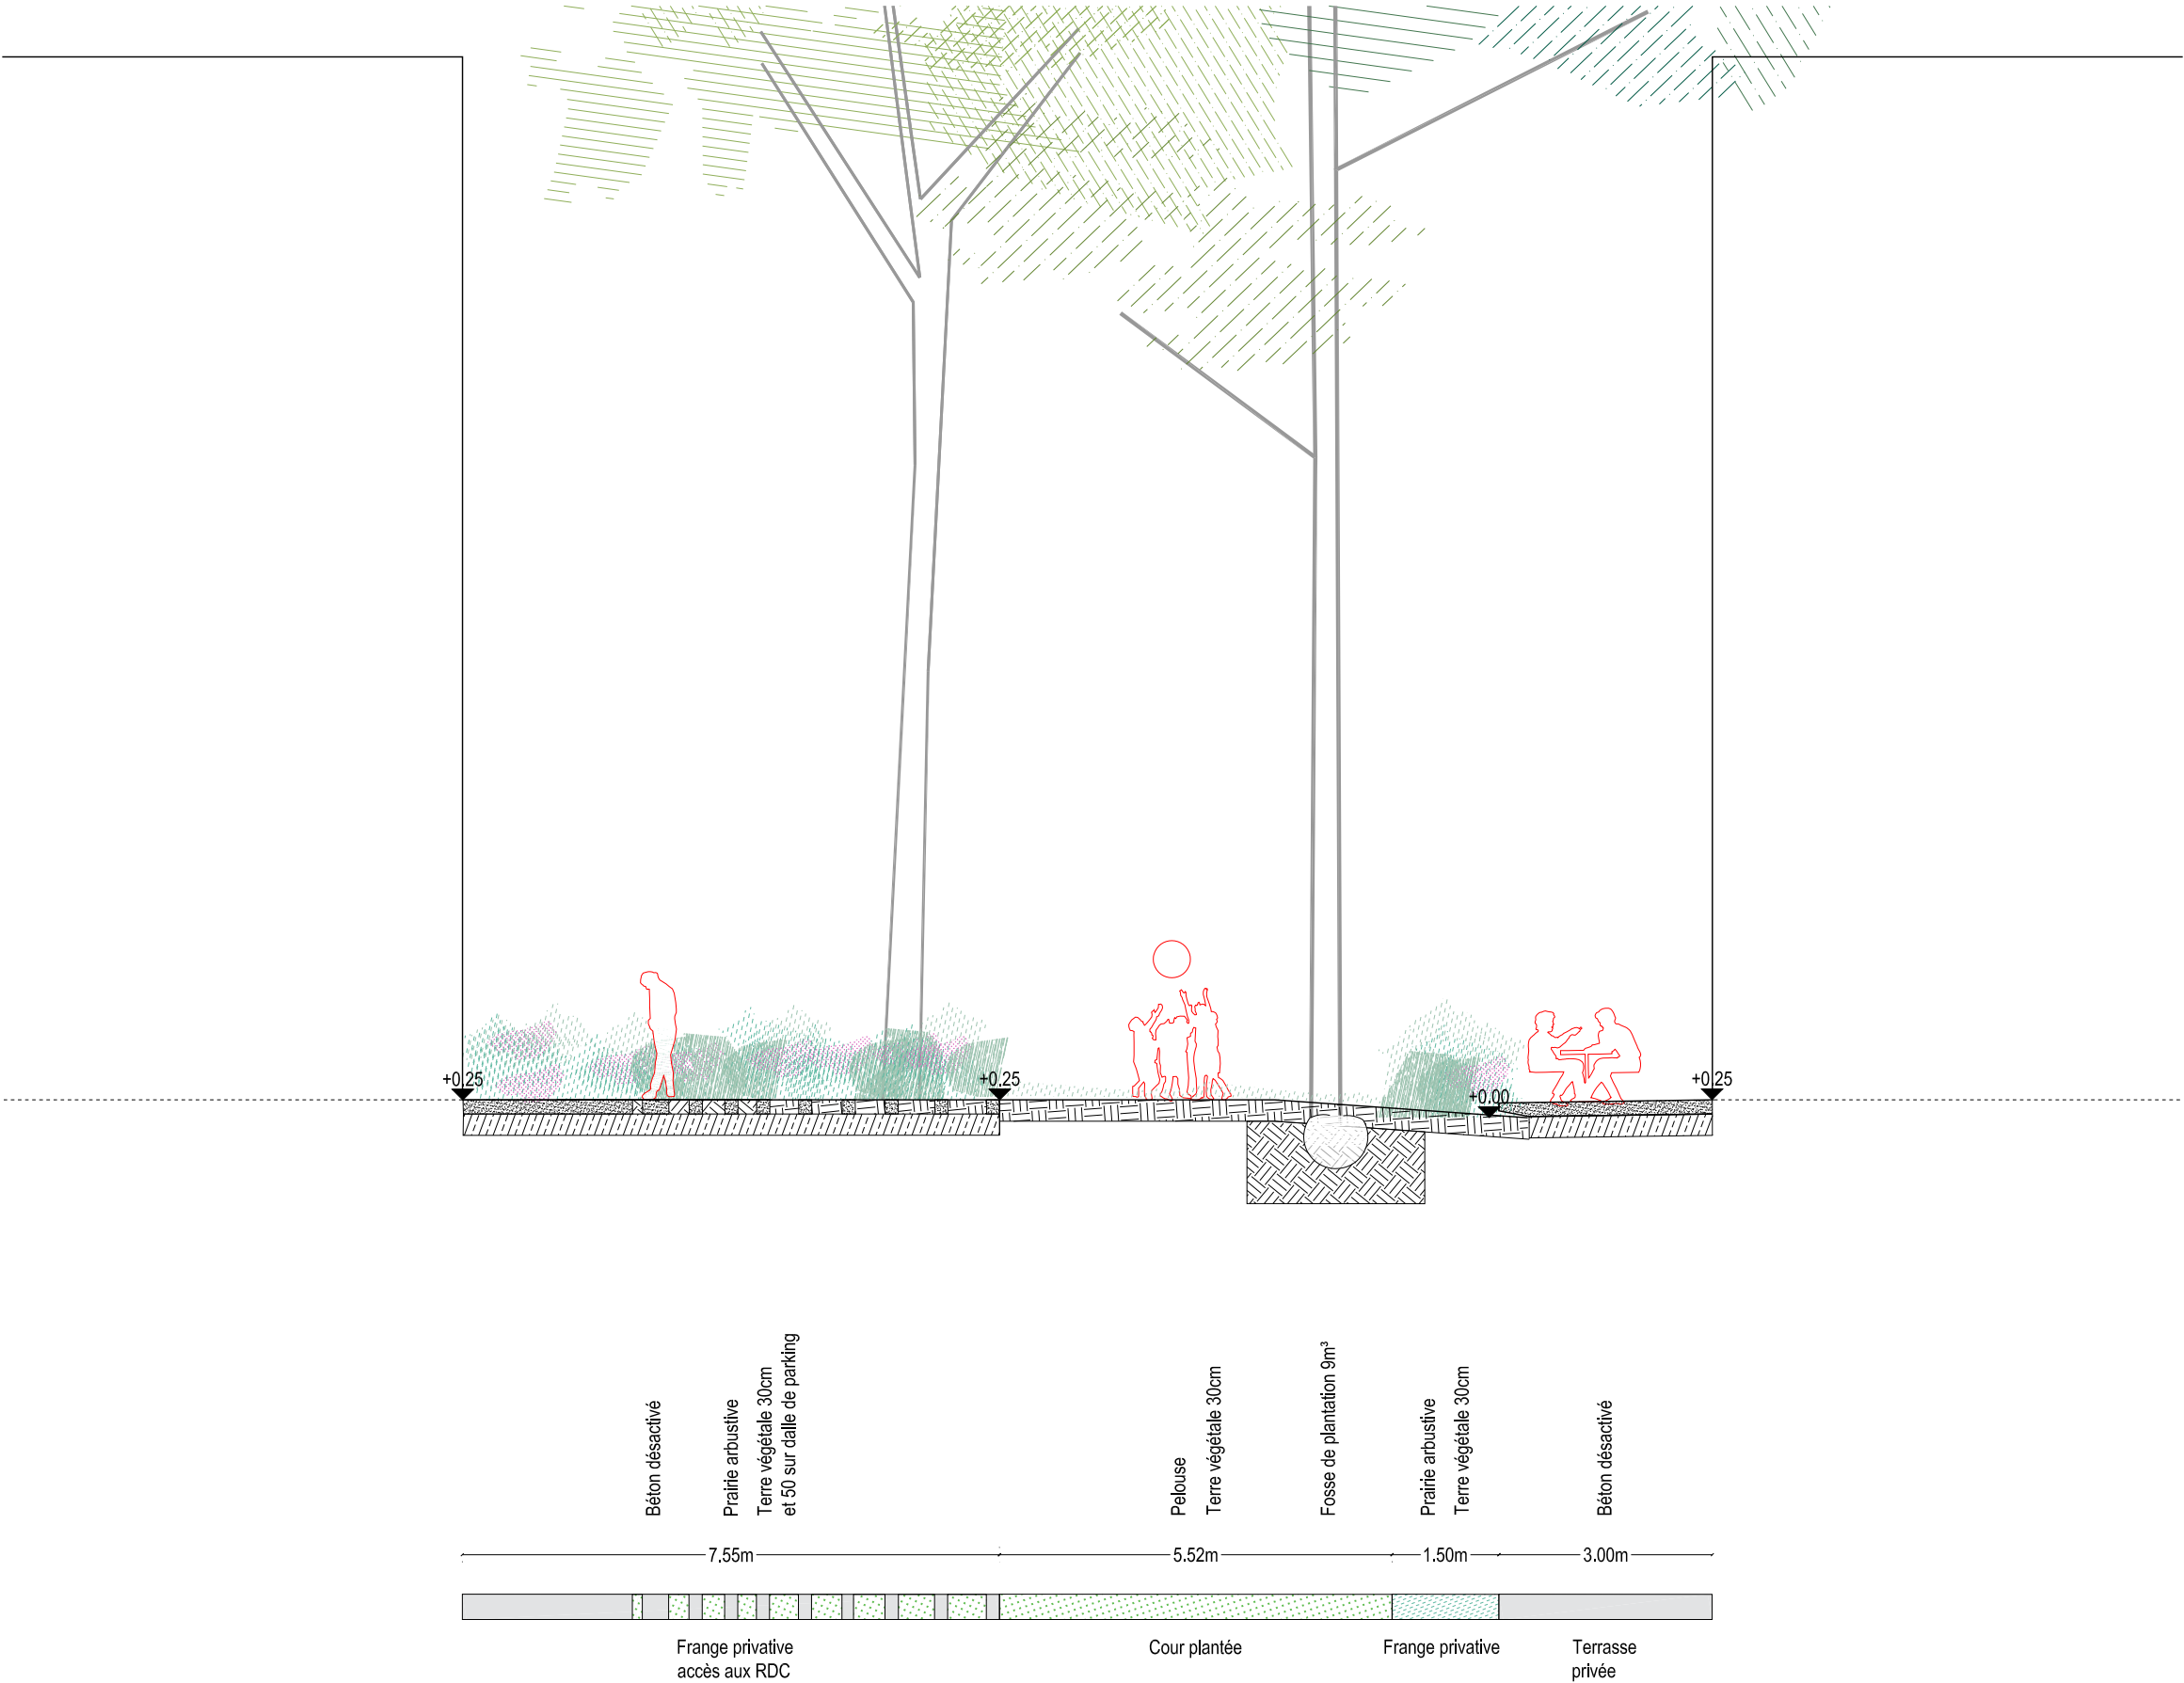 +0.25
+0.25
+0.00
+0.25
Béton désactivé
Prairie arbustive
Terre végétale 30cm
et 50 sur dalle de parking
Pelouse
Terre végétale 30cm
Fosse de plantation 9m³
Prairie arbustive
Terre végétale 30cm
Béton désactivé
7.55m
5.52m
1.50m
3.00m
Frange privative
accès aux RDC
Cour plantée
Frange privative
Terrasse
privée